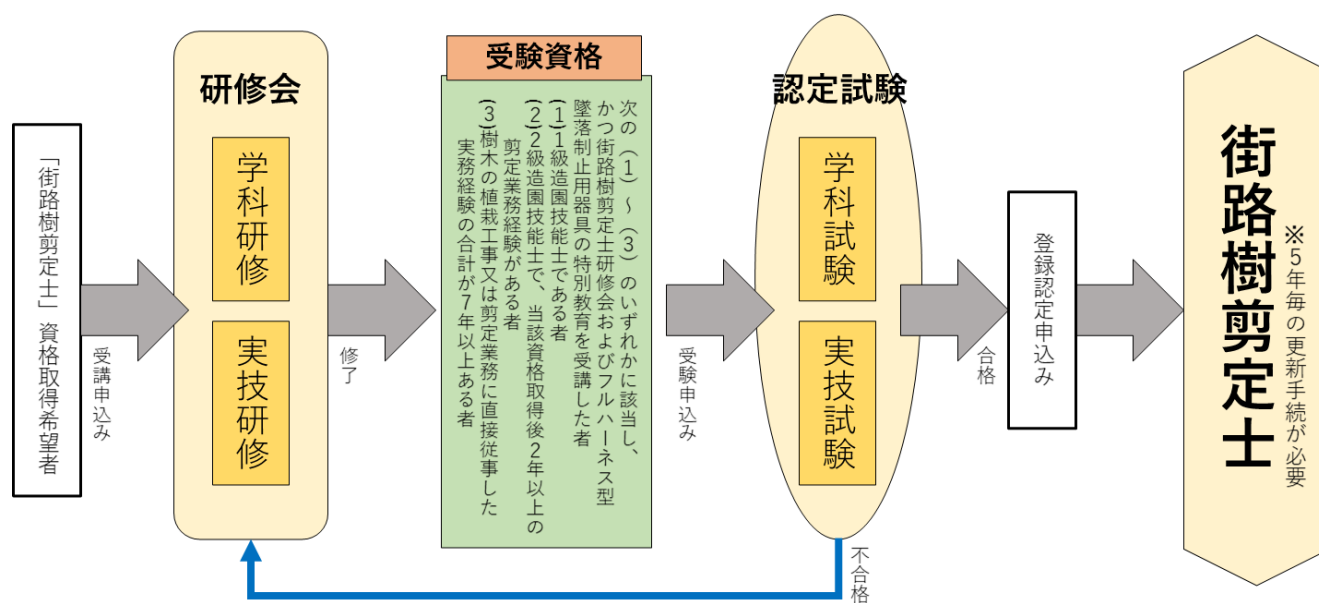 「街路樹剪定士」資格取得希望者
受講申込み
研修会
学科研修
実技研修
修了
受験資格
次の（1）～（3）のいずれかに該当し、
かつ街路樹剪定士研修会およびフルハーネス型
墜落制止用器具の特別教育を受講した者
(1)1級造園技能士である者
(2)2級造園技能士で、当該資格取得後2年以上の
剪定業務経験がある者
(3)樹木の植栽工事又は剪定業務に直接従事した
実務経験の合計が7年以上ある者
受験申込み
認定試験
学科試験
実技試験
合格
不合格
登録認定申込み
街路樹剪定士
※5年毎の更新手続が必要